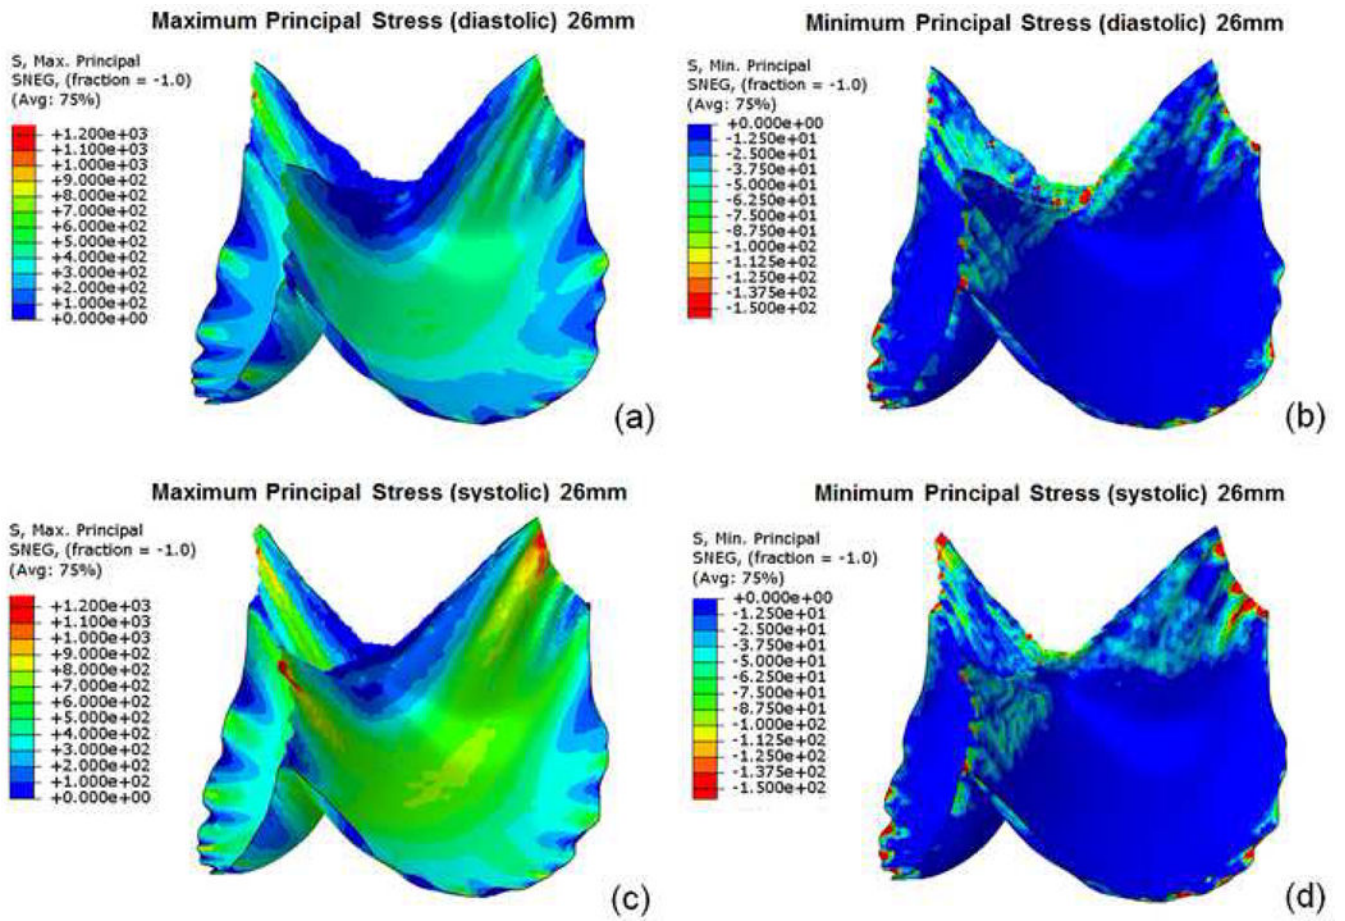 Maximum Principal Stress (diastolic) 26mm
S, Max. Principal
SNEG, (fraction = -1.0)
(Avg: 75%)
+1.200e+03
+1.100e+03
+1.000e+03
+9.000e+02
+8.000e+02
+7.000e+02
+6.000e+02
+5.000e+02
+4.000e+02
+3.000e+02
+2.000e+02
+1.000e+02
+0.000e+00
(a)
Minimum Principal Stress (diastolic) 26mm
S, Min. Principal
SNEG, (fraction = -1.0)
(Avg: 75%)
+0.000e+00
-1.250e+01
-2.500e+01
-3.750e+01
-5.000e+01
-6.250e+01
-7.500e+01
-8.750e+01
-1.000e+02
-1.125e+02
-1.250e+02
-1.375e+02
-1.500e+02
(b)
Maximum Principal Stress (systolic) 26mm
S, Max. Principal
SNEG, (fraction = -1.0)
(Avg: 75%)
+1.200e+03
+1.100e+03
+1.000e+03
+9.000e+02
+8.000e+02
+7.000e+02
+6.000e+02
+5.000e+02
+4.000e+02
+3.000e+02
+2.000e+02
+1.000e+02
+0.000e+00
(c)
Minimum Principal Stress (systolic) 26mm
S, Min. Principal
SNEG, (fraction = -1.0)
(Avg: 75%)
+0.000e+00
-1.250e+01
-2.500e+01
-3.750e+01
-5.000e+01
-6.250e+01
-7.500e+01
-8.750e+01
-1.000e+02
-1.125e+02
-1.250e+02
-1.375e+02
-1.500e+02
(d)